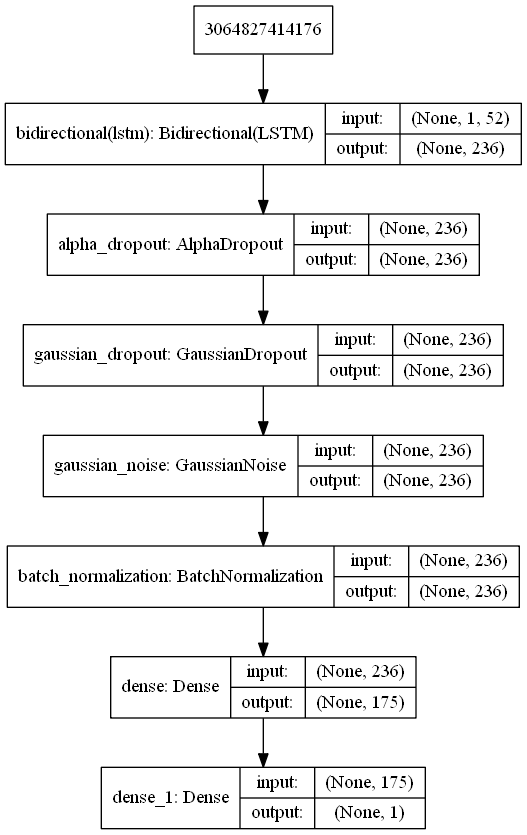 3064827414176
bidirectional(lstm): Bidirectional(LSTM)
input: (None, 1, 52)
output: (None, 236)
alpha_dropout: AlphaDropout
input: (None, 236)
output: (None, 236)
gaussian_dropout: GaussianDropout
input: (None, 236)
output: (None, 236)
gaussian_noise: GaussianNoise
input: (None, 236)
output: (None, 236)
batch_normalization: BatchNormalization
input: (None, 236)
output: (None, 236)
dense: Dense
input: (None, 236)
output: (None, 175)
dense_1: Dense
input: (None, 175)
output: (None, 1)